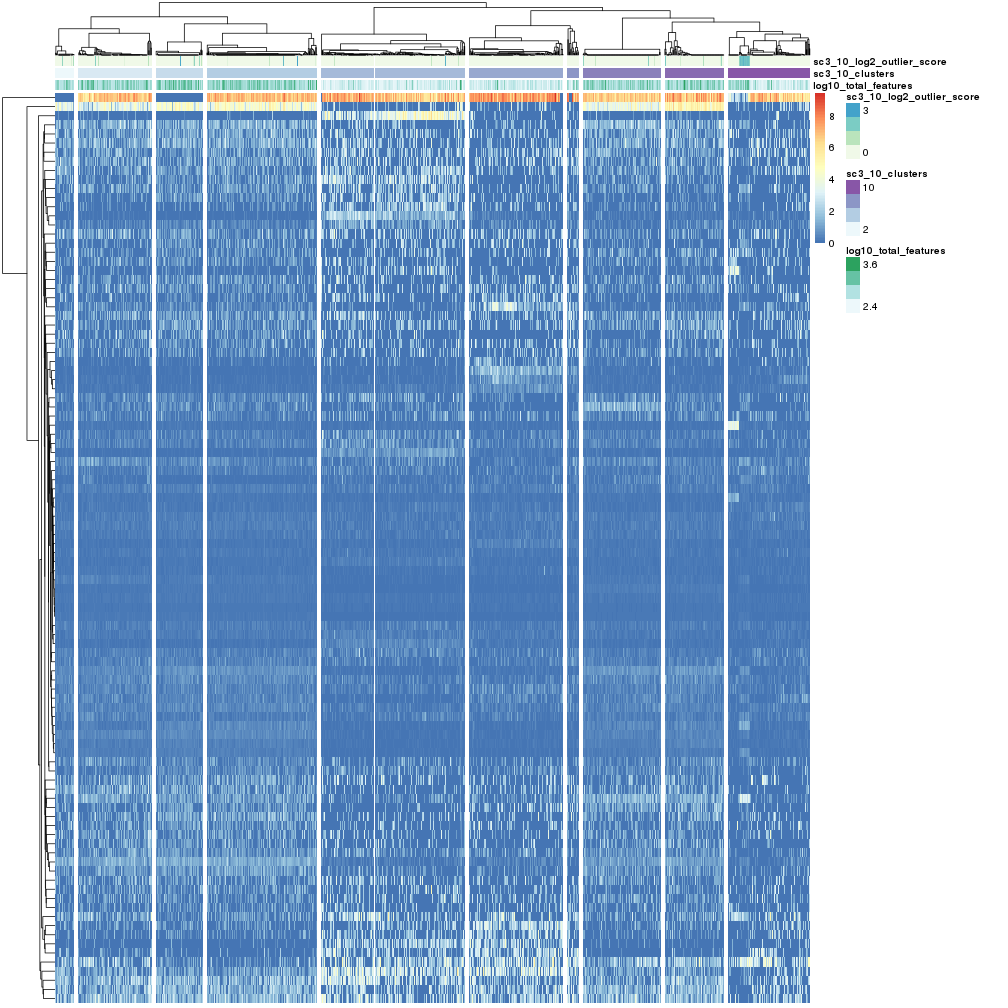 sc3_10_log2_outlier_score
sc3_10_clusters
log10_total_features
8
6
4
2
0
sc3_10_log2_outlier_score
3
0
sc3_10_clusters
10
2
log10_total_features
3.6
2.4